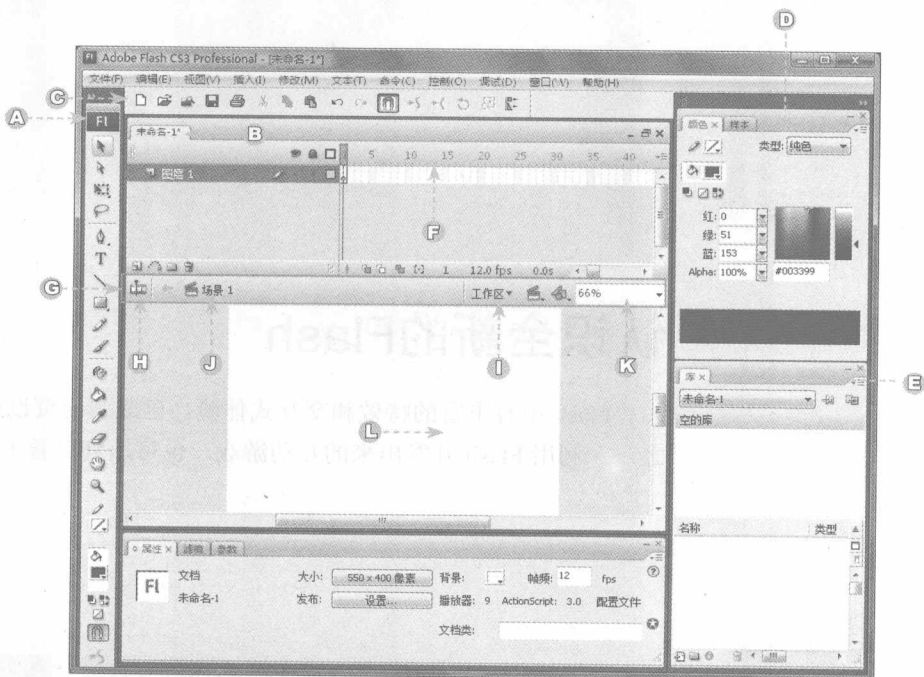 D
Adobe Flash CS3 Professional - [未命名-1*]
文件(F) 编辑(E) 视图(V) 插入(I) 修改(M) 文本(T) 命令(C) 控制(O) 调试(D) 窗口(W) 帮助(H)
C
A
Fl
未命名-1*
B
颜色 样本
类型: 纯色
5 10 15 20 25 30 35 40
图层 1
F
红: 0
绿: 51
蓝: 153
Alpha: 100% #003399
1 12.0 fps 0.0s
G
场景 1
工作区
66%
H
J
I
K
E
L
库
未命名-1
空的库
名称 类型
属性 滤镜 参数
Fl
文档
未命名-1
大小: 550 x 400 像素 背景: 帧频: 12 fps
发布: 设置... 播放器: 9 ActionScript: 3.0 配置文件
文档类: